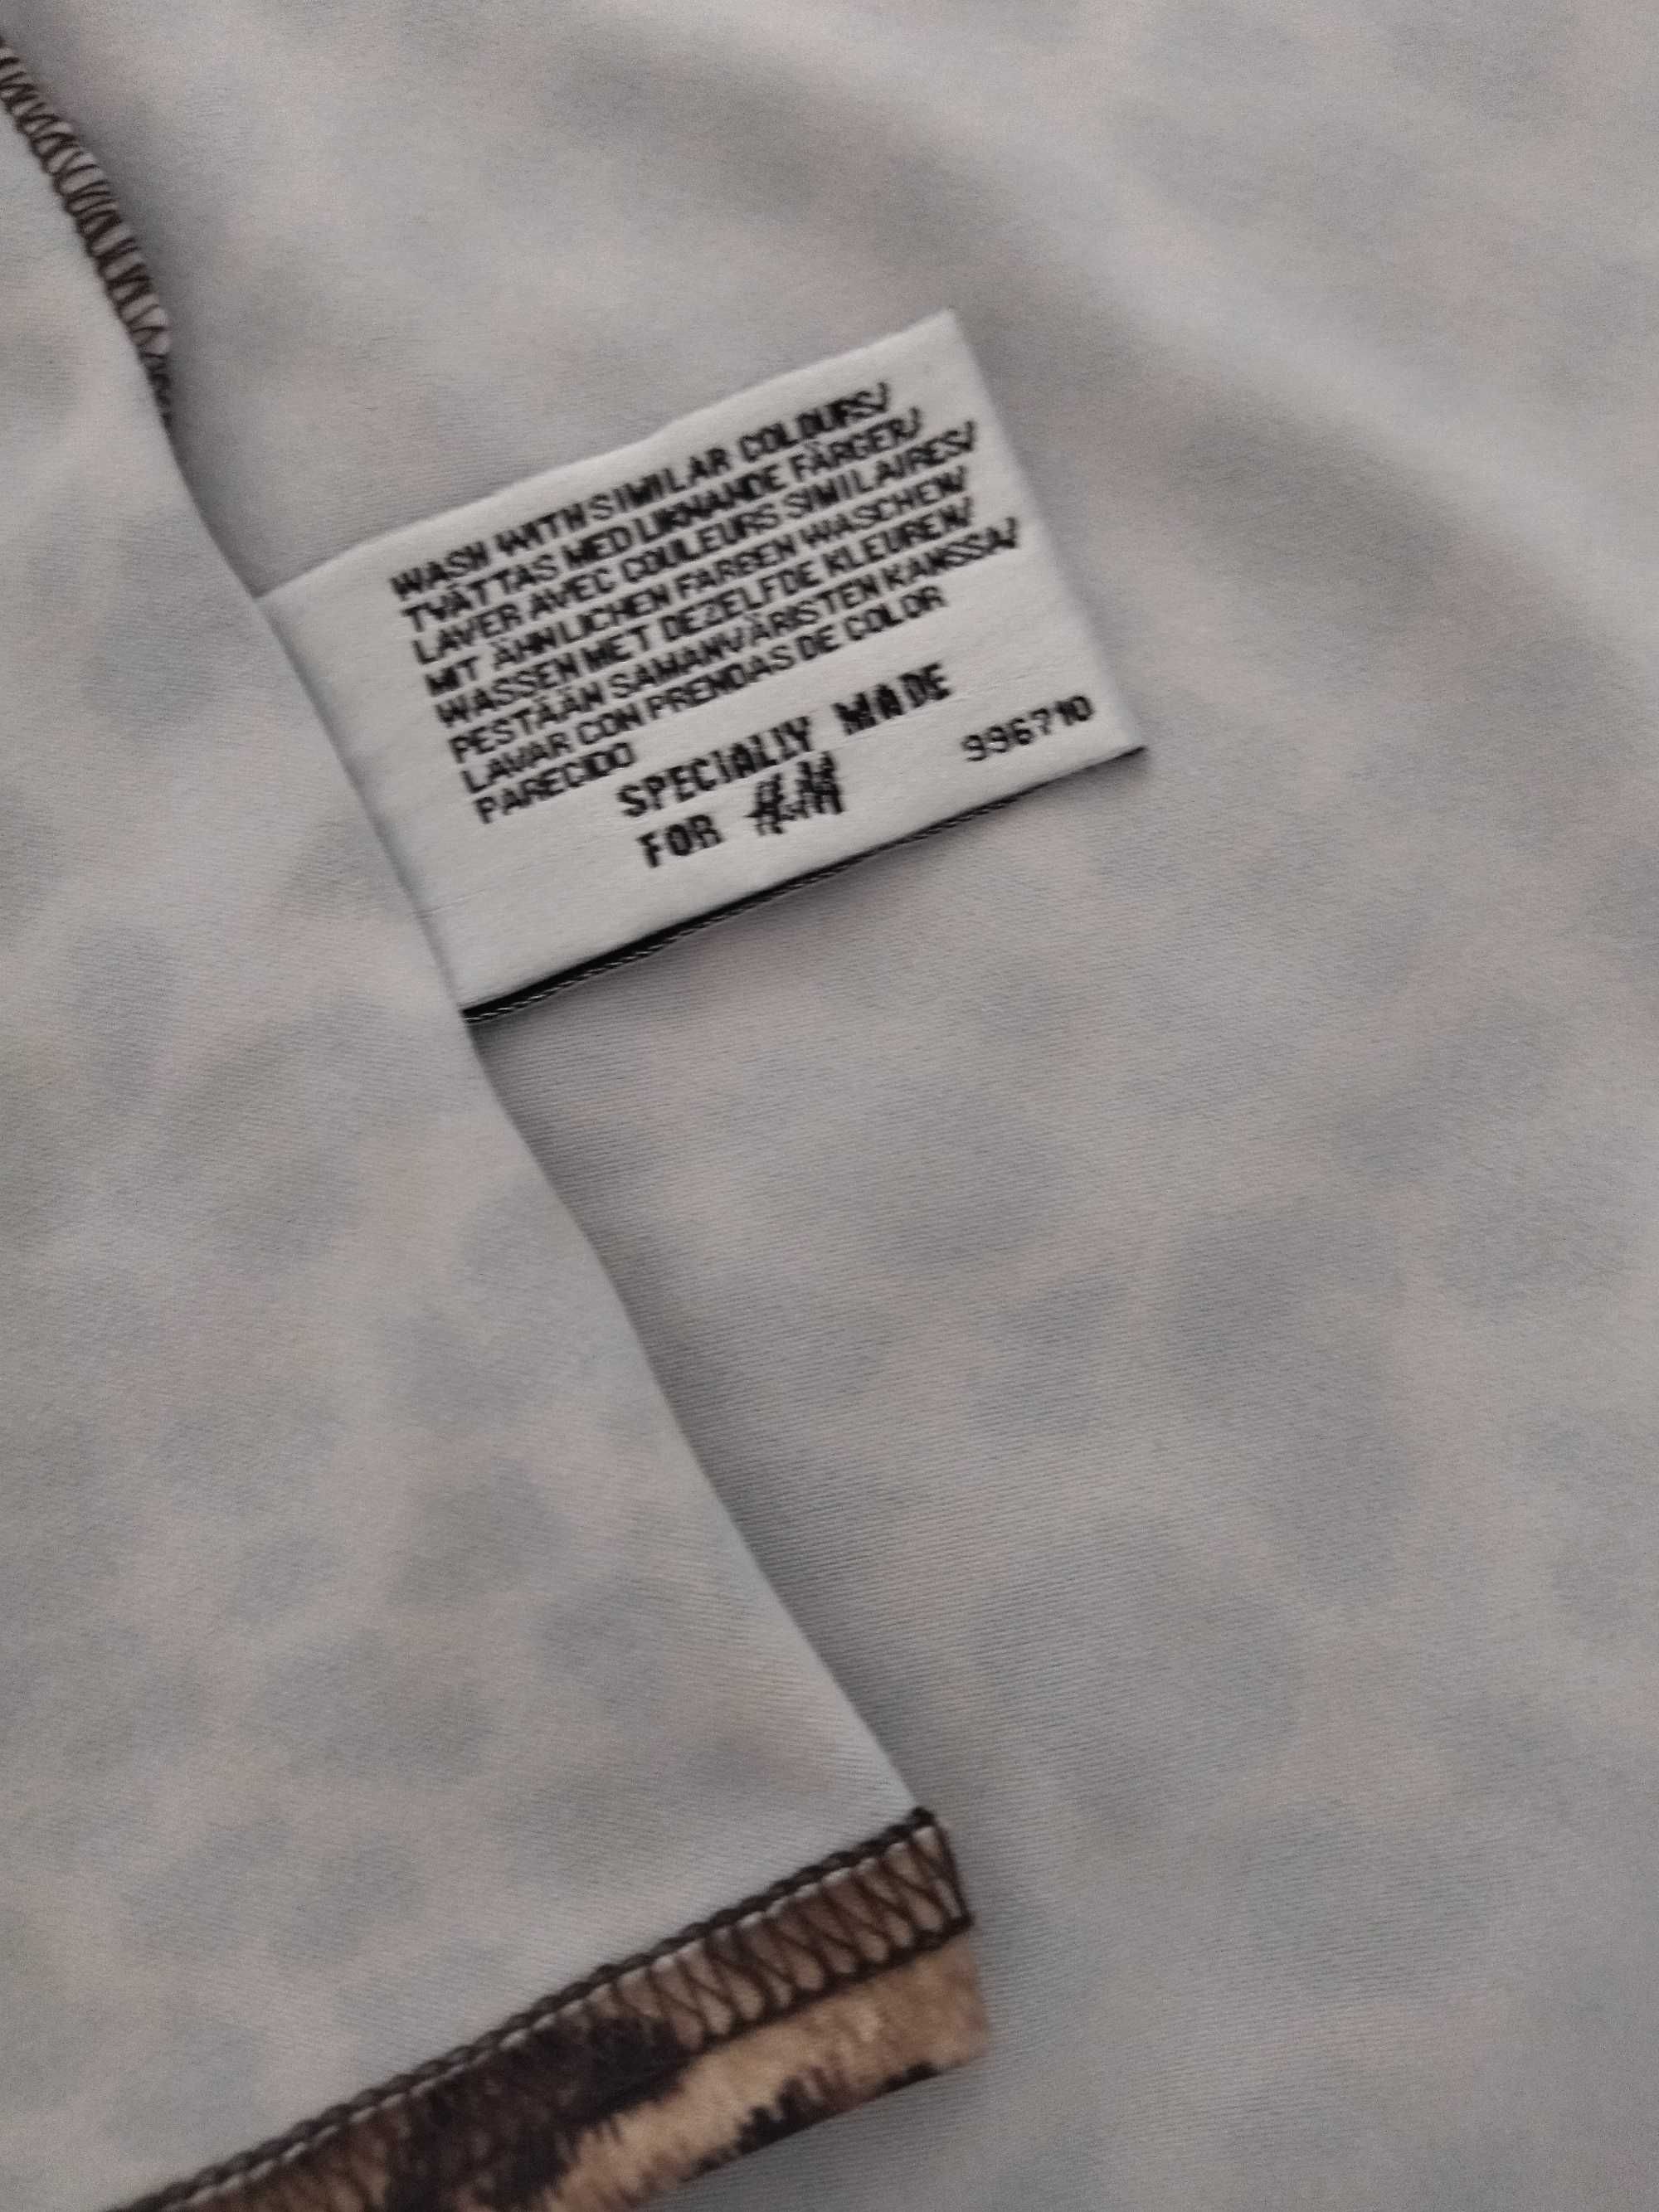 WASH WITH SIMILAR COLOURS/
TVÄTTAS MED LIKNANDE FÄRGER/
LAVER AVEC COULEURS SIMILAIRES/
MIT ÄHNLICHEN FARBEN WASCHEN/
WASSEN MET DEZELFDE KLEUREN/
PESTÄÄN SAMANVÄRISTEN KANSSA/
LAVAR CON PRENDAS DE COLOR
PARECIDO
SPECIALLY MADE
FOR H&M
996710